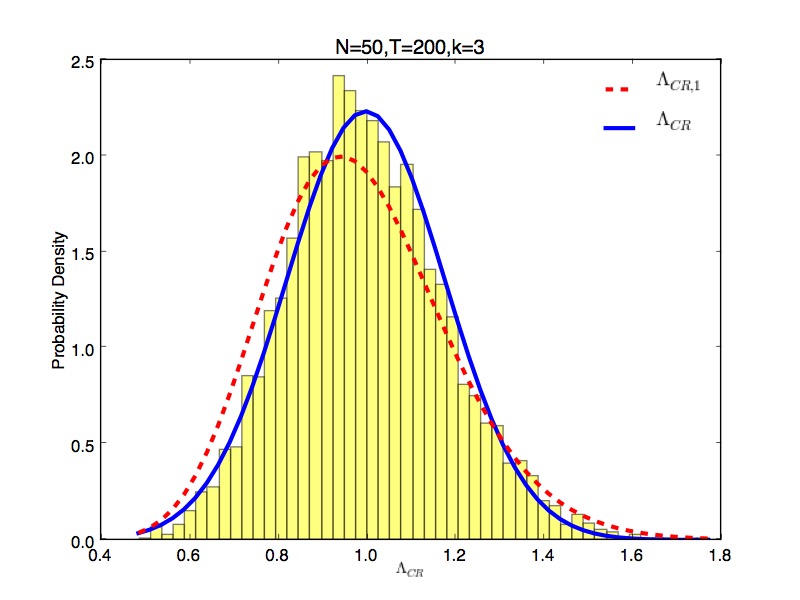 N=50,T=200,k=3
Λ_{CR,1}
Λ_{CR}
2.5
2.0
1.5
1.0
0.5
0.0
Probability Density
0.4 0.6 0.8 1.0 1.2 1.4 1.6 1.8
Λ_{CR}